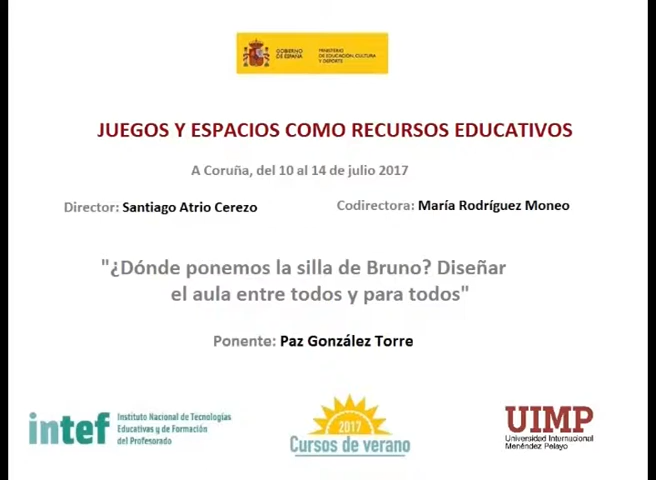 GOBIERNO DE ESPAÑA
MINISTERIO DE EDUCACIÓN, CULTURA Y DEPORTE
JUEGOS Y ESPACIOS COMO RECURSOS EDUCATIVOS
A Coruña, del 10 al 14 de julio 2017
Director: Santiago Atrio Cerezo
Codirectora: María Rodríguez Moneo
"¿Dónde ponemos la silla de Bruno? Diseñar
el aula entre todos y para todos"
Ponente: Paz González Torre
intef
Instituto Nacional de Tecnologías
Educativas y de Formación
del Profesorado
2017
Cursos de verano
UIMP
Universidad Internacional
Menéndez Pelayo